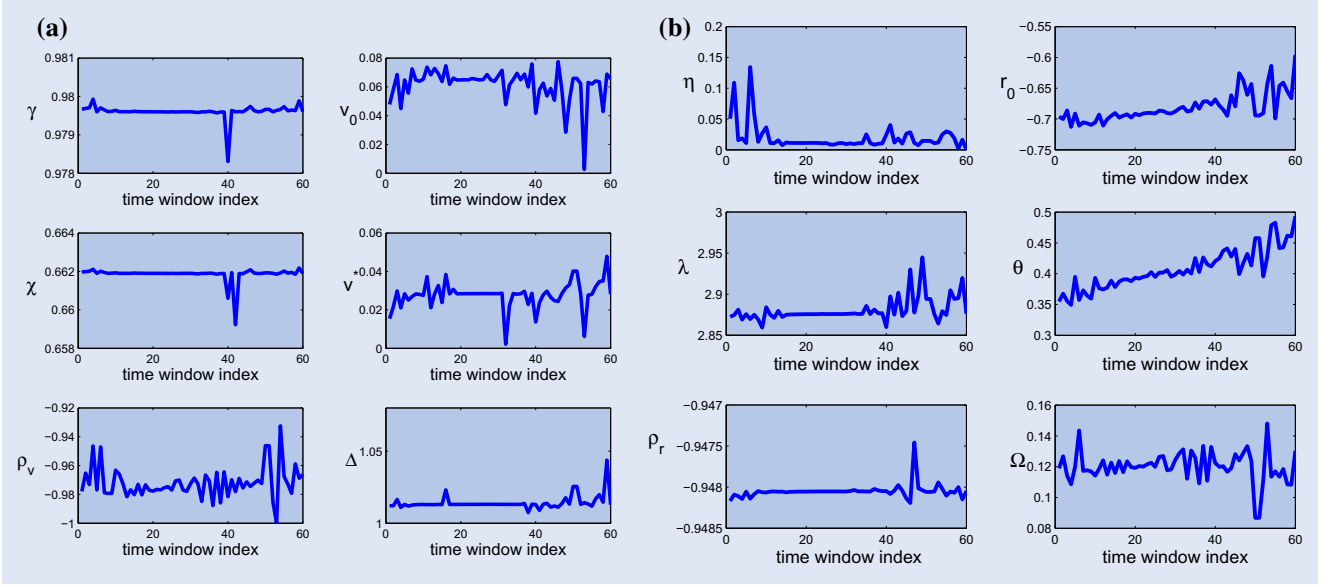 (a)
0.981
0.98
0.979
0.978
γ
0 20 40 60
time window index
0.08
0.06
0.04
0.02
0
v0
0 20 40 60
time window index
0.664
0.662
0.66
0.658
χ
0 20 40 60
time window index
0.06
0.04
0.02
0
v*
0 20 40 60
time window index
−0.92
−0.94
−0.96
−0.98
−1
ρv
0 20 40 60
time window index
1.05
1
Δ
0 20 40 60
time window index
(b)
0.2
0.15
0.1
0.05
0
η
0 20 40 60
time window index
−0.55
−0.6
−0.65
−0.7
−0.75
r0
0 20 40 60
time window index
3
2.95
2.9
2.85
λ
0 20 40 60
time window index
0.5
0.45
0.4
0.35
0.3
θ
0 20 40 60
time window index
−0.947
−0.9475
−0.948
−0.9485
ρr
0 20 40 60
time window index
0.16
0.14
0.12
0.1
0.08
Ω
0 20 40 60
time window index